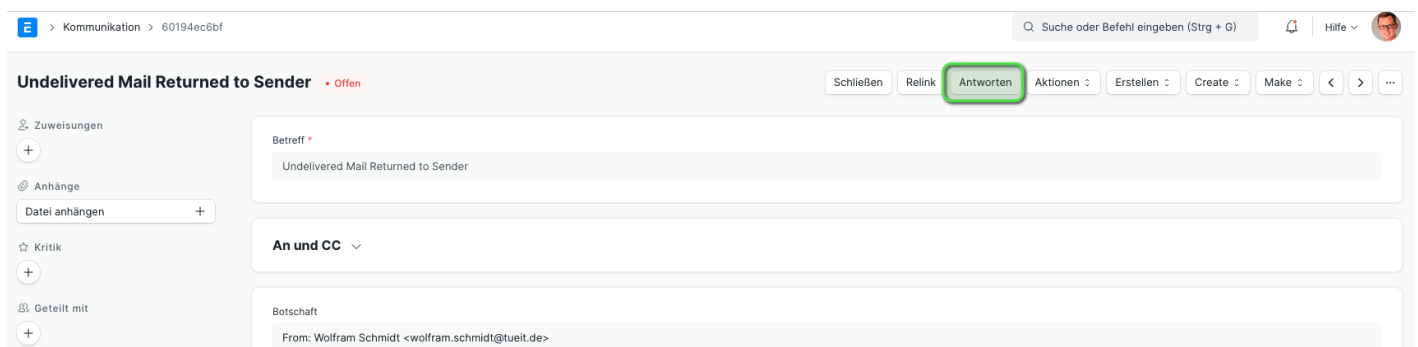 E > Kommunikation > 60194ec6bf Suche oder Befehl eingeben (Strg + G) Hilfe
Undelivered Mail Returned to Sender • Offen Schließen Relink Antworten Aktionen Erstellen Create Make < > ...
Zuweisungen
+
Anhänge
Datei anhängen +
Kritik
+
Geteilt mit
+
Betreff *
Undelivered Mail Returned to Sender
An und CC
Botschaft
From: Wolfram Schmidt <wolfram.schmidt@tueit.de>